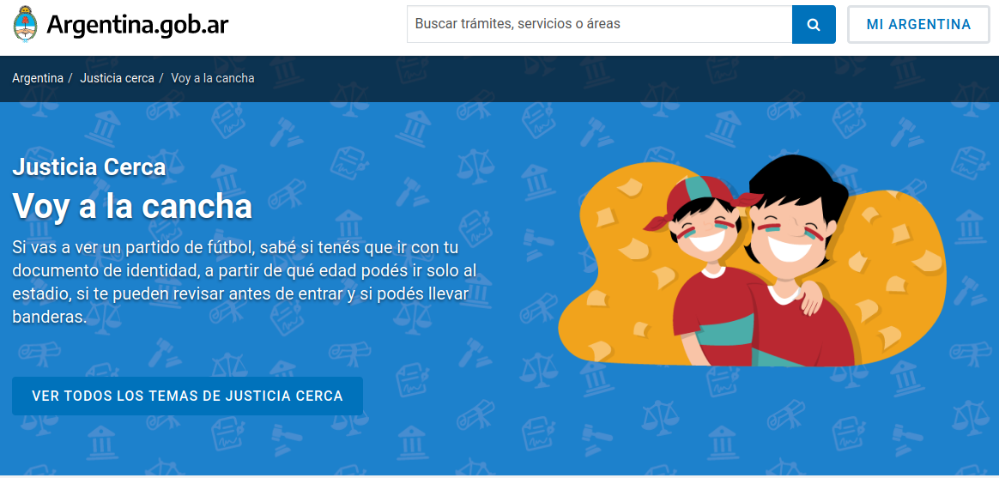 Argentina.gob.ar
Buscar trámites, servicios o áreas
MI ARGENTINA
Argentina / Justicia cerca / Voy a la cancha
Justicia Cerca
Voy a la cancha
Si vas a ver un partido de fútbol, sabé si tenés que ir con tu
documento de identidad, a partir de qué edad podés ir solo al
estadio, si te pueden revisar antes de entrar y si podés llevar
banderas.
VER TODOS LOS TEMAS DE JUSTICIA CERCA